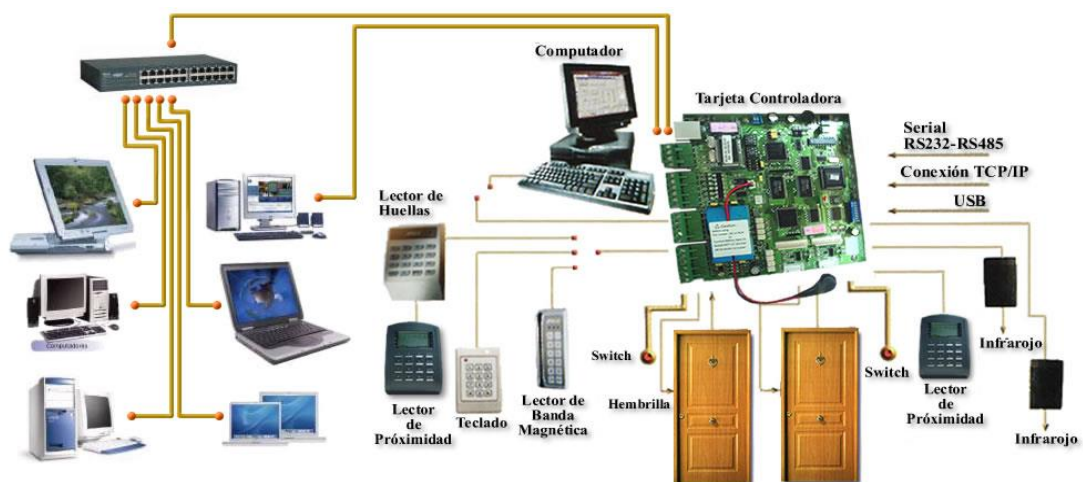 Computador
Tarjeta Controladora
Serial
RS232-RS485
Conexión TCP/IP
USB
Lector de
Huellas
Computadores
Switch
Hembrilla
Switch
Infrarojo
Lector
de
Próximidad
Teclado
Lector de
Banda
Magnética
Lector
de
Próximidad
Infrarojo